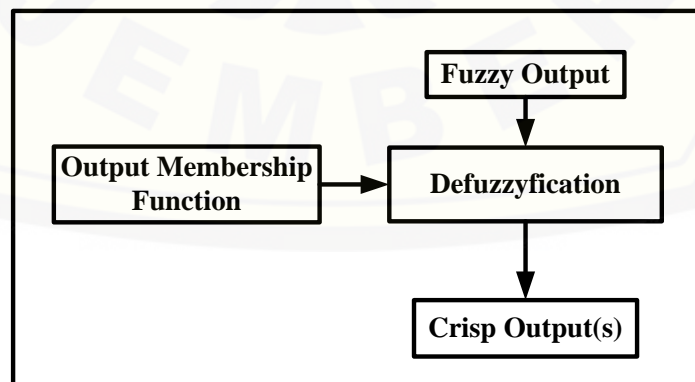 Fuzzy Output
Output Membership
Function
Defuzzyfication
Crisp Output(s)